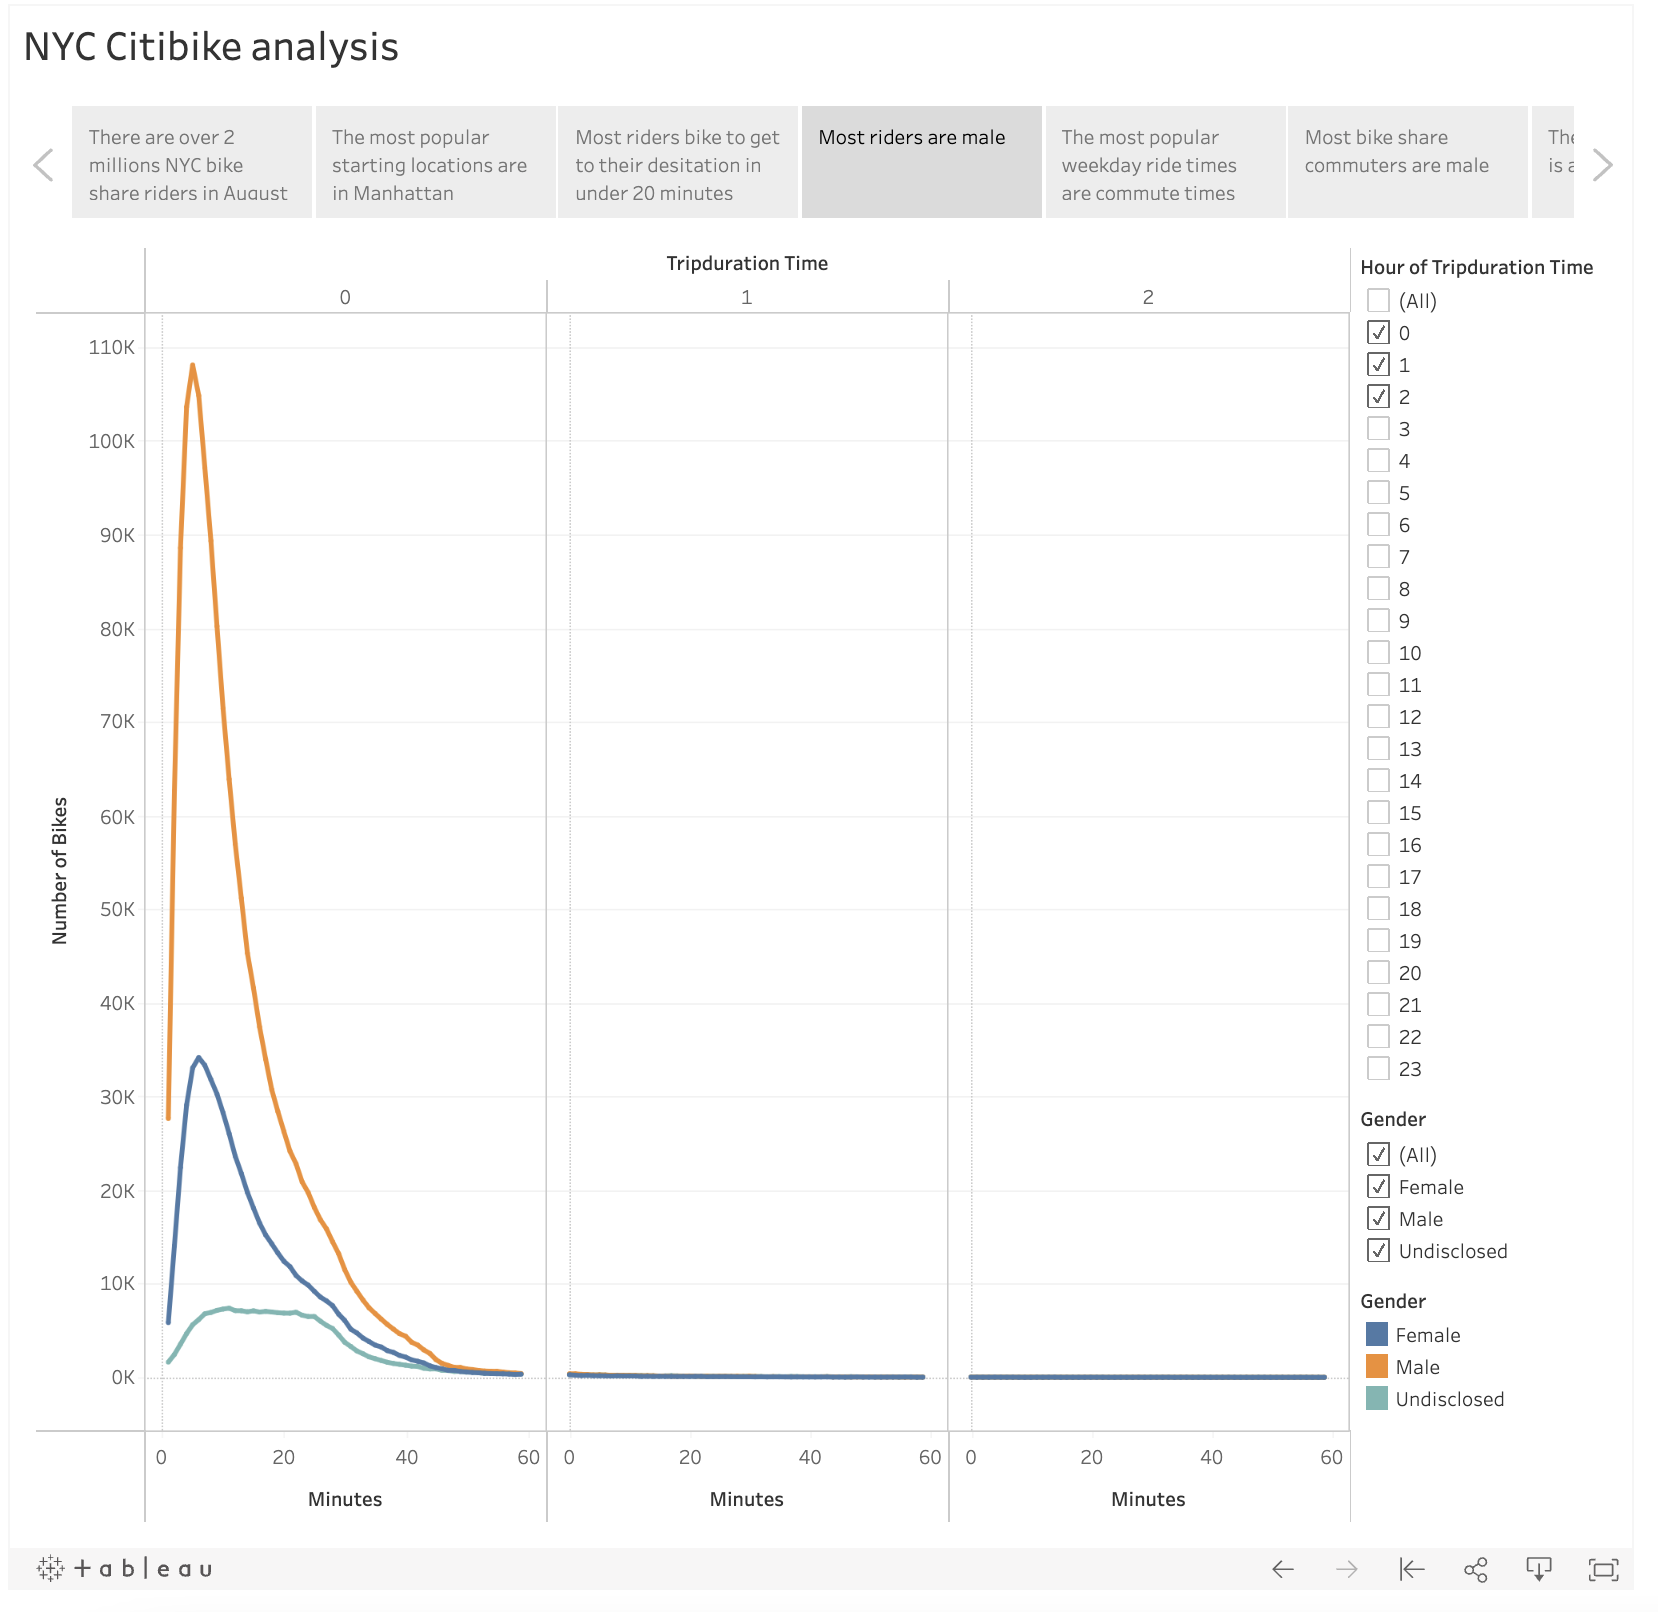 NYC Citibike analysis
There are over 2
millions NYC bike
share riders in August
The most popular
starting locations are
in Manhattan
Most riders bike to get
to their desitation in
under 20 minutes
Most riders are male
The most popular
weekday ride times
are commute times
Most bike share
commuters are male
The
is a
Tripduration Time
0
1
2
Number of Bikes
110K
100K
90K
80K
70K
60K
50K
40K
30K
20K
10K
0K
0 20 40 60
0 20 40 60
0 20 40 60
Minutes
Minutes
Minutes
Hour of Tripduration Time
(All)
0
1
2
3
4
5
6
7
8
9
10
11
12
13
14
15
16
17
18
19
20
21
22
23
Gender
(All)
Female
Male
Undisclosed
Gender
Female
Male
Undisclosed
+ableau